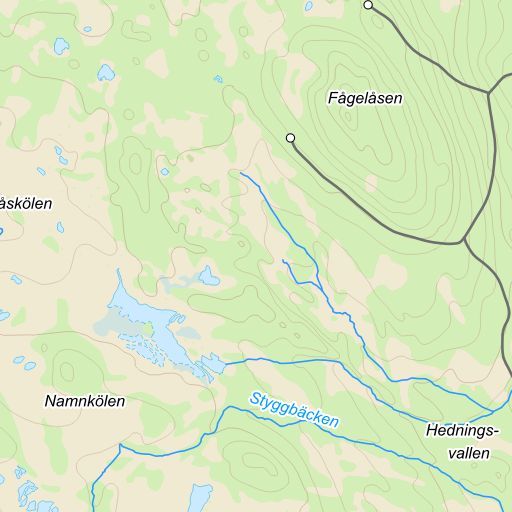 Fågelåsen
åskölen
Namnkölen
Styggbäcken
Hednings-
vallen